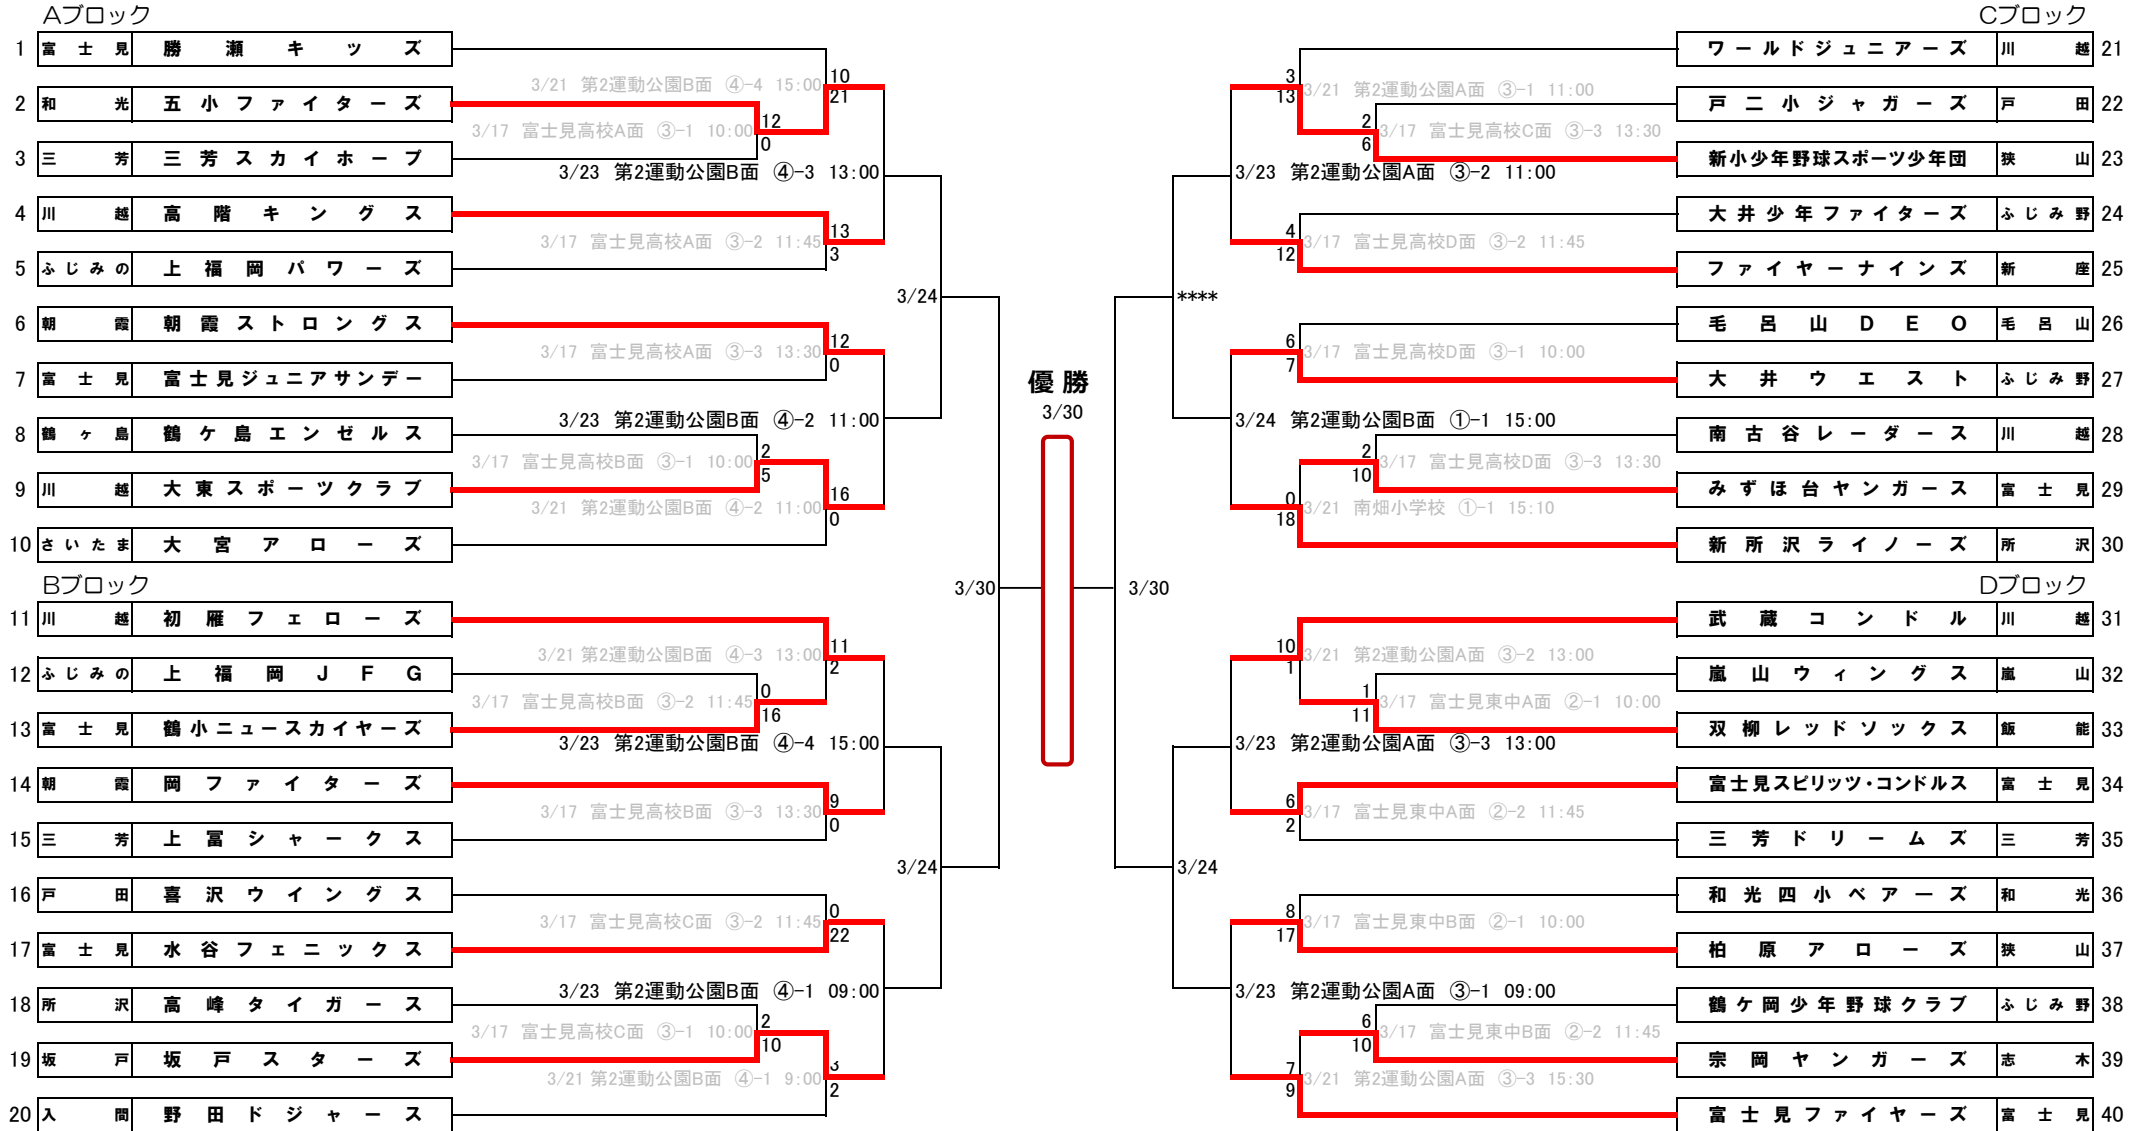 Aブロック
1 富士見 勝瀬キッズ
10
3/21 第2運動公園B面 ④-4 15:00
21
2 和光 五小ファイターズ
12
3/17 富士見高校A面 ③-1 10:00
0
3 三芳 三芳スカイホープ
3/23 第2運動公園B面 ④-3 13:00
4 川越 高階キングス
13
3/17 富士見高校A面 ③-2 11:45
3
5 ふじみの 上福岡パワーズ
3/24
6 朝霞 朝霞ストロングス
12
3/17 富士見高校A面 ③-3 13:30
0
7 富士見 富士見ジュニアサンデー
3/23 第2運動公園B面 ④-2 11:00
8 鶴ヶ島 鶴ケ島エンゼルス
2
3/17 富士見高校B面 ③-1 10:00
5
9 川越 大東スポーツクラブ
16
3/21 第2運動公園B面 ④-2 11:00
0
10 さいたま 大宮アローズ
Bブロック
3/30
11 川越 初雁フェローズ
11
3/21 第2運動公園B面 ④-3 13:00
2
12 ふじみの 上福岡JFG
0
3/17 富士見高校B面 ③-2 11:45
16
13 富士見 鶴小ニュースカイヤーズ
3/23 第2運動公園B面 ④-4 15:00
14 朝霞 岡ファイターズ
9
3/17 富士見高校B面 ③-3 13:30
0
15 三芳 上冨シャークス
3/24
16 戸田 喜沢ウイングス
0
3/17 富士見高校C面 ③-2 11:45
22
17 富士見 水谷フェニックス
3/23 第2運動公園B面 ④-1 09:00
18 所沢 高峰タイガース
2
3/17 富士見高校C面 ③-1 10:00
10
19 坂戸 坂戸スターズ
3
3/21 第2運動公園B面 ④-1 9:00
2
20 入間 野田ドジャース
優勝
3/30
Cブロック
ワールドジュニアーズ 川越 21
3
3/21 第2運動公園A面 ③-1 11:00
13
戸二小ジャガーズ 戸田 22
2
3/17 富士見高校C面 ③-3 13:30
6
新小少年野球スポーツ少年団 狭山 23
3/23 第2運動公園A面 ③-2 11:00
大井少年ファイターズ ふじみ野 24
4
3/17 富士見高校D面 ③-2 11:45
12
ファイヤーナインズ 新座 25
****
毛呂山DEO 毛呂山 26
6
3/17 富士見高校D面 ③-1 10:00
7
大井ウエスト ふじみ野 27
3/24 第2運動公園B面 ①-1 15:00
南古谷レーダース 川越 28
2
3/17 富士見高校D面 ③-3 13:30
10
みずほ台ヤンガース 富士見 29
0
3/21 南畑小学校 ①-1 15:10
18
新所沢ライノーズ 所沢 30
Dブロック
3/30
武蔵コンドル 川越 31
10
3/21 第2運動公園A面 ③-2 13:00
1
嵐山ウィングス 嵐山 32
1
3/17 富士見東中A面 ②-1 10:00
11
双柳レッドソックス 飯能 33
3/23 第2運動公園A面 ③-3 13:00
富士見スピリッツ・コンドルス 富士見 34
6
3/17 富士見東中A面 ②-2 11:45
2
三芳ドリームズ 三芳 35
3/24
和光四小ベアーズ 和光 36
8
3/17 富士見東中B面 ②-1 10:00
17
柏原アローズ 狭山 37
3/23 第2運動公園A面 ③-1 09:00
鶴ケ岡少年野球クラブ ふじみ野 38
6
3/17 富士見東中B面 ②-2 11:45
10
宗岡ヤンガーズ 志木 39
7
3/21 第2運動公園A面 ③-3 15:30
9
富士見ファイヤーズ 富士見 40